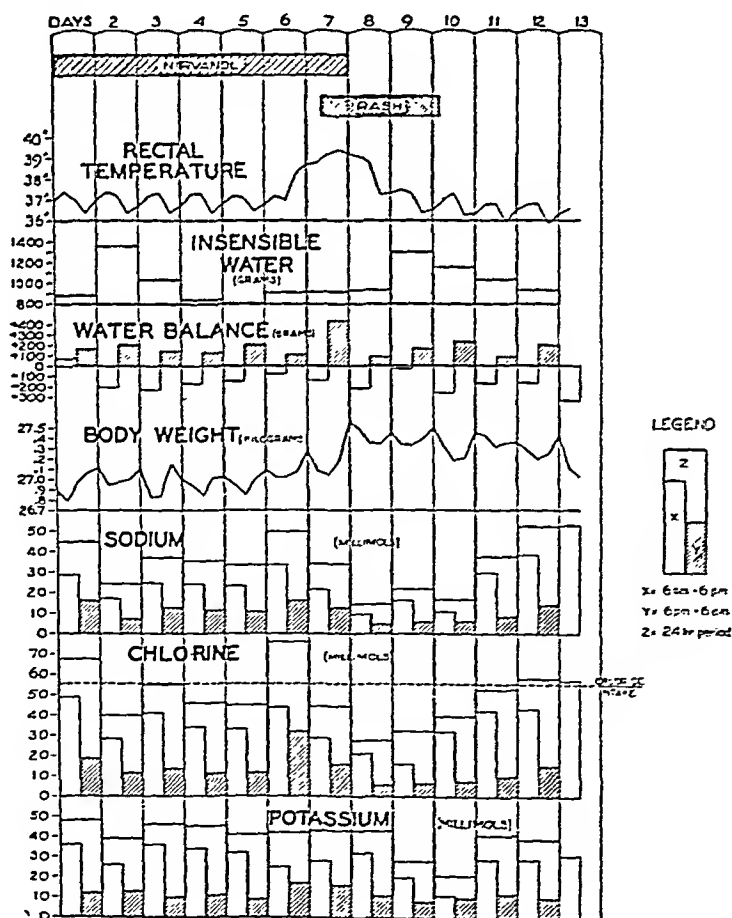 DAYS 2 3 4 5 6 7 8 9 10 11 12 13
NIRVANOL
RASH
40°
39°
38°
37°
36°
RECTAL
TEMPERATURE
1400
1200
1000
800
INSENSIBLE
WATER
(GRAMS)
WATER BALANCE (GRAMS)
+400
+300
+200
+100
0
-100
-200
-300
BODY WEIGHT (KILOGRAMS
27.5
27.0
26.7
SODIUM [MILLIMOLS]
50
40
30
20
10
0
CHLORINE (MILLIMOLS
70
60
50
40
30
20
10
0
INTAKE
POTASSIUM [MILLIMOLS]
50
40
30
20
10
0
LEGEND
Z
X
Y
X= 6am-6pm
Y= 6pm-6am
Z= 24 hr period